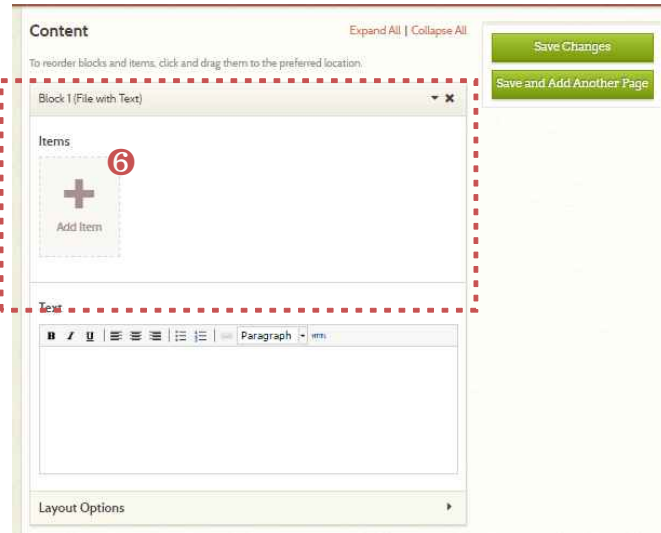 Content
Expand All | Collapse All
Save Changes
To reorder blocks and items, click and drag them to the preferred location.
Save and Add Another Page
Block 1 (File with Text)
Items
6
Add Item
Text
B I U Paragraph HTML
Layout Options